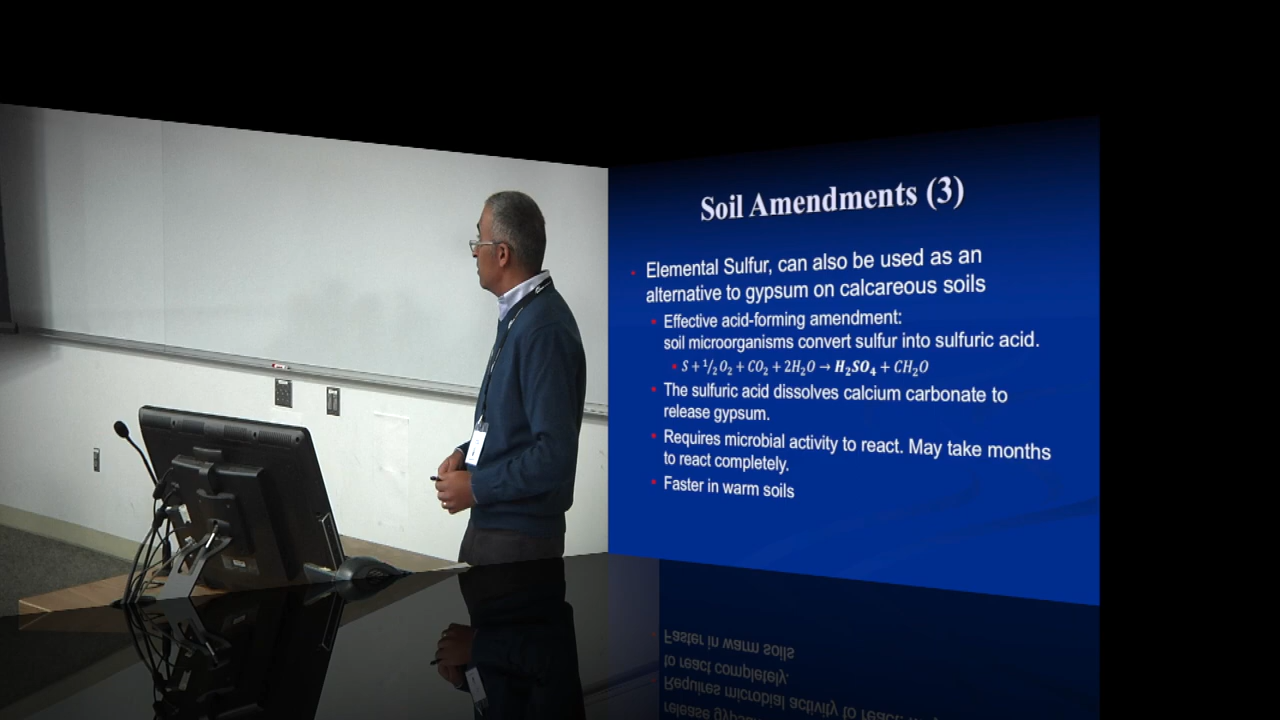 Soil Amendments (3)
Elemental Sulfur, can also be used as an
alternative to gypsum on calcareous soils
Effective acid-forming amendment:
soil microorganisms convert sulfur into sulfuric acid.
S + ½ O₂ + CO₂ + 2H₂O → H₂SO₄ + CH₂O
The sulfuric acid dissolves calcium carbonate to
release gypsum.
Requires microbial activity to react. May take months
to react completely.
Faster in warm soils